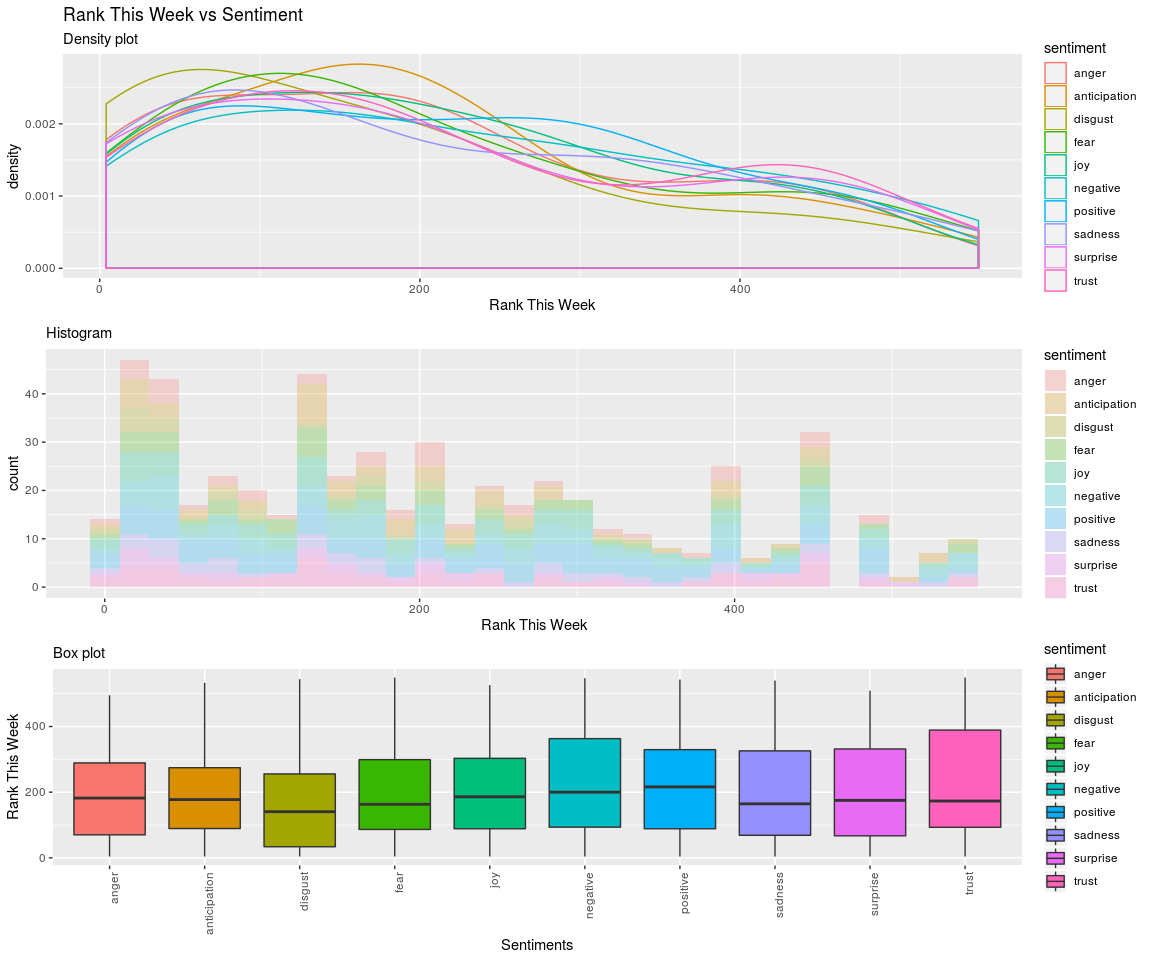 Rank This Week vs Sentiment
Density plot
density
0.002
0.001
0.000
0
200
400
Rank This Week
sentiment
anger
anticipation
disgust
fear
joy
negative
positive
sadness
surprise
trust
Histogram
count
40
30
20
10
0
0
200
400
Rank This Week
sentiment
anger
anticipation
disgust
fear
joy
negative
positive
sadness
surprise
trust
Box plot
Rank This Week
400
200
0
anger
anticipation
disgust
fear
joy
negative
positive
sadness
surprise
trust
Sentiments
sentiment
anger
anticipation
disgust
fear
joy
negative
positive
sadness
surprise
trust